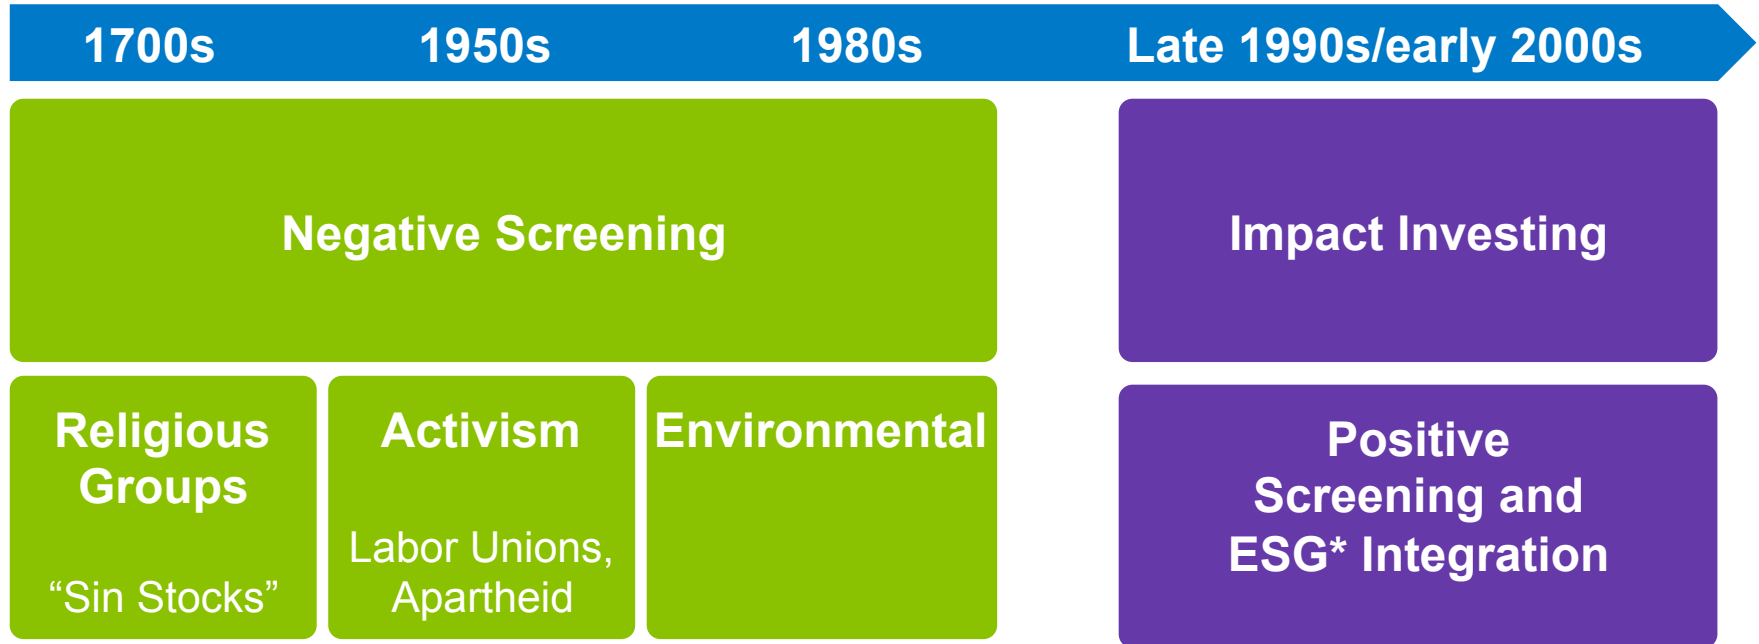 1700s 1950s 1980s Late 1990s/early 2000s
Negative Screening
Impact Investing
Religious
Groups
“Sin Stocks”
Activism
Labor Unions,
Apartheid
Environmental
Positive
Screening and
ESG* Integration